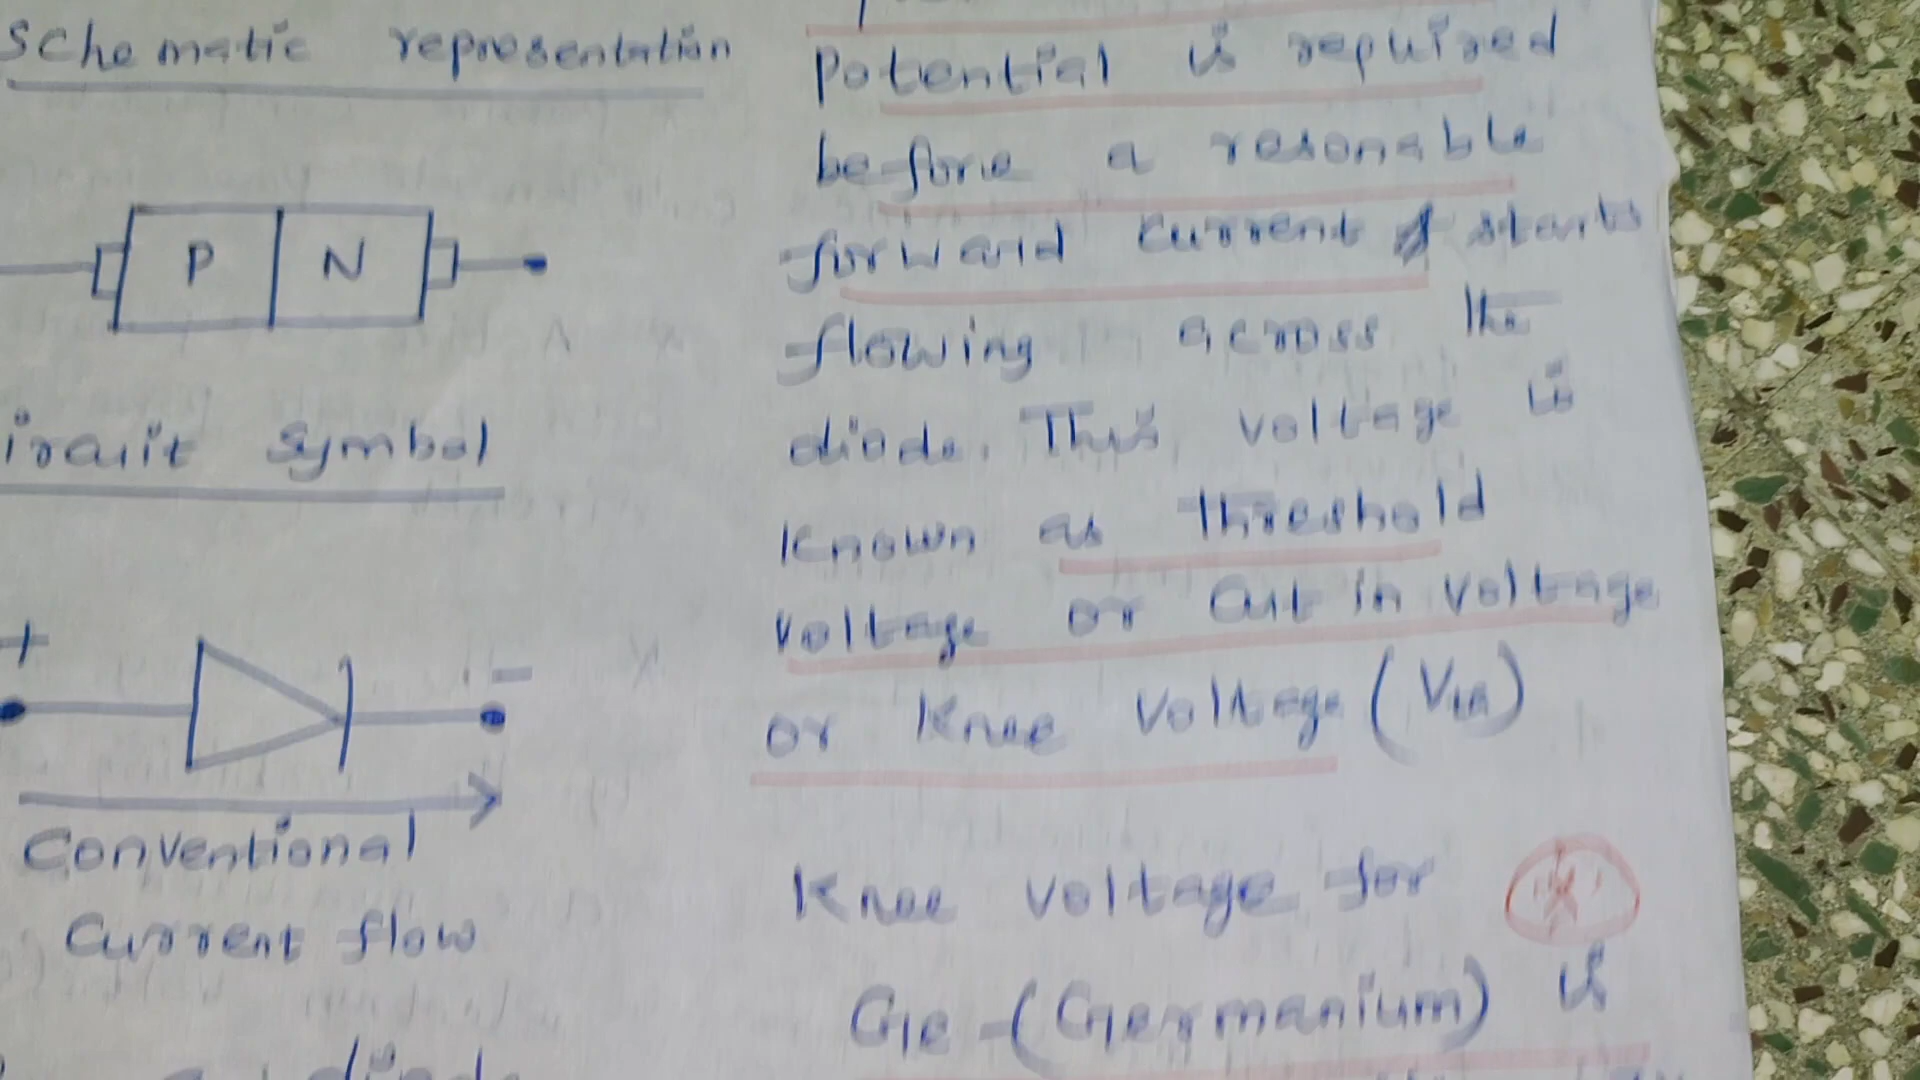 Schematic representation
P N
ircuit symbol
+ -
Conventional
Current flow
diode
Potential is required
before a resonable
forward current starts
flowing across the
diode. This voltage is
known as threshold
voltage or Cut in voltage
or Knee Voltage (Vth)
Knee voltage for
Ge-(Germanium) is